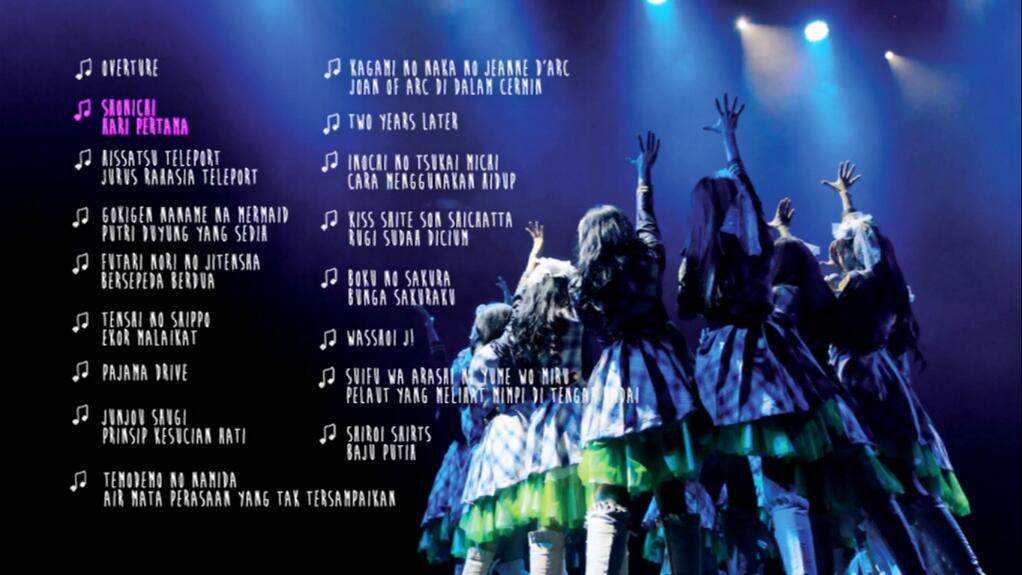 OVERTURE
SHONICHI
HARI PERTAMA
HISSATSU TELEPORT
JURUS RAHASIA TELEPORT
GOKIGEN NANAME NA MERMAID
PUTRI DUYUNG YANG SEDIH
FUTARI NORI NO JITENSHA
BERSEPEDA BERDUA
TENSHI NO SHIPPO
EKOR MALAIKAT
PAJAMA DRIVE
JUNJOU SHUGI
PRINSIP KESUCIAN HATI
TEMODEMO NO NAMIDA
AIR MATA PERASAAN YANG TAK TERSAMPAIKAN
KAGAMI NO NAKA NO JEANNE D'ARC
JOAN OF ARC DI DALAM CERMIN
TWO YEARS LATER
INOCHI NO TSUKAI MICHI
CARA MENGGUNAKAN HIDUP
KISS SHITE SON SHICHATTA
RUGI SUDAH DICIUM
BOKU NO SAKURA
BUNGA SAKURAKU
WASSHOI J!
SUIFU WA ARASHI NI YUME WO MIRU
PELAUT YANG MELIHAT MIMPI DI TENGAH BADAI
SHIROI SHIRTS
BAJU PUTIH